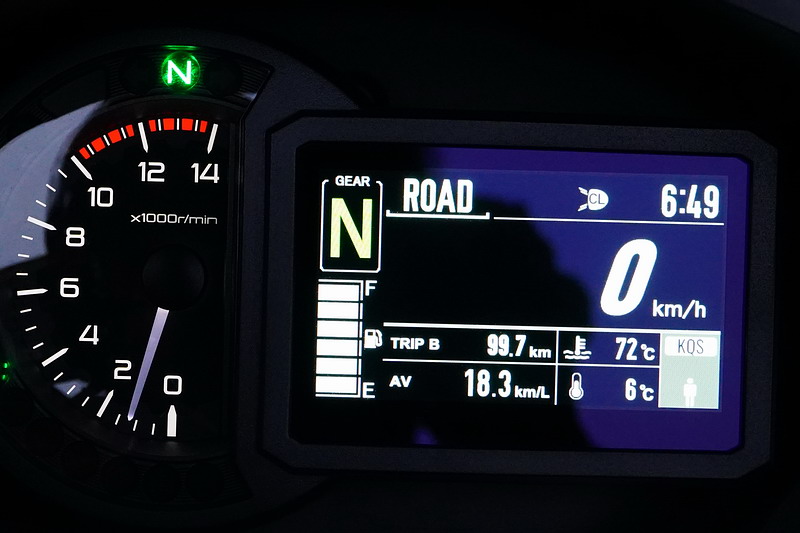 N
14
12
10
x1000r/min
8
6
4
2
0
GEAR
N
ROAD
CL
6:49
0 km/h
F
E
TRIP B 99.7 km
72℃
KQS
AV 18.3 km/L
6℃